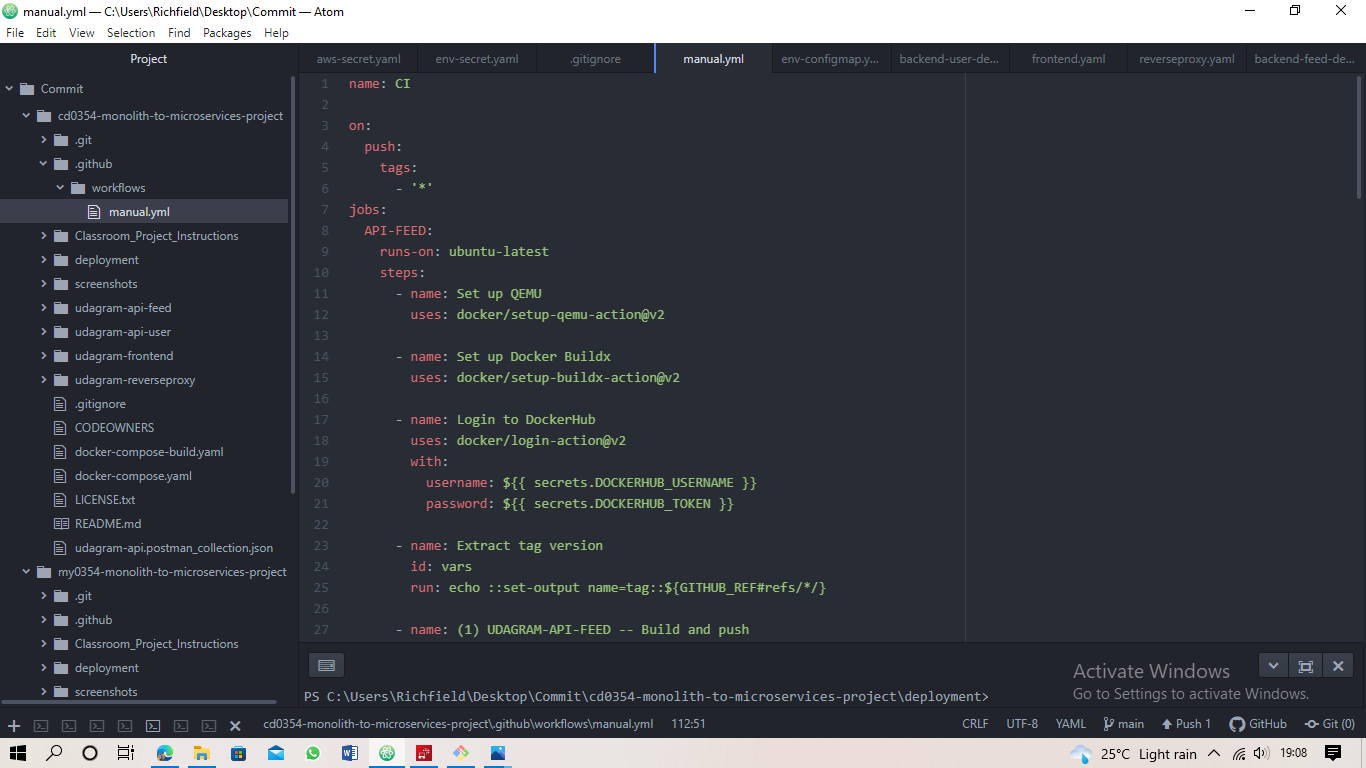 manual.yml — C:\Users\Richfield\Desktop\Commit — Atom
File Edit View Selection Find Packages Help
Project
aws-secret.yaml env-secret.yaml .gitignore manual.yml env-configmap.y... backend-user-de... frontend.yaml reverseproxy.yaml backend-feed-de...
Commit
cd0354-monolith-to-microservices-project
.git
.github
workflows
manual.yml
Classroom_Project_Instructions
deployment
screenshots
udagram-api-feed
udagram-api-user
udagram-frontend
udagram-reverseproxy
.gitignore
CODEOWNERS
docker-compose-build.yaml
docker-compose.yaml
LICENSE.txt
README.md
udagram-api.postman_collection.json
my0354-monolith-to-microservices-project
.git
.github
Classroom_Project_Instructions
deployment
screenshots
1 name: CI
2
3 on:
4 push:
5 tags:
6 - '*'
7 jobs:
8 API-FEED:
9 runs-on: ubuntu-latest
10 steps:
11 - name: Set up QEMU
12 uses: docker/setup-qemu-action@v2
13
14 - name: Set up Docker Buildx
15 uses: docker/setup-buildx-action@v2
16
17 - name: Login to DockerHub
18 uses: docker/login-action@v2
19 with:
20 username: ${{ secrets.DOCKERHUB_USERNAME }}
21 password: ${{ secrets.DOCKERHUB_TOKEN }}
22
23 - name: Extract tag version
24 id: vars
25 run: echo ::set-output name=tag::${GITHUB_REF#refs/*/}
26
27 - name: (1) UDAGRAM-API-FEED -- Build and push
Activate Windows
Go to Settings to activate Windows.
PS C:\Users\Richfield\Desktop\Commit\cd0354-monolith-to-microservices-project\deployment>
cd0354-monolith-to-microservices-project\.github\workflows\manual.yml 112:51 CRLF UTF-8 YAML main Push 1 GitHub Git (0)
25°C Light rain 19:08